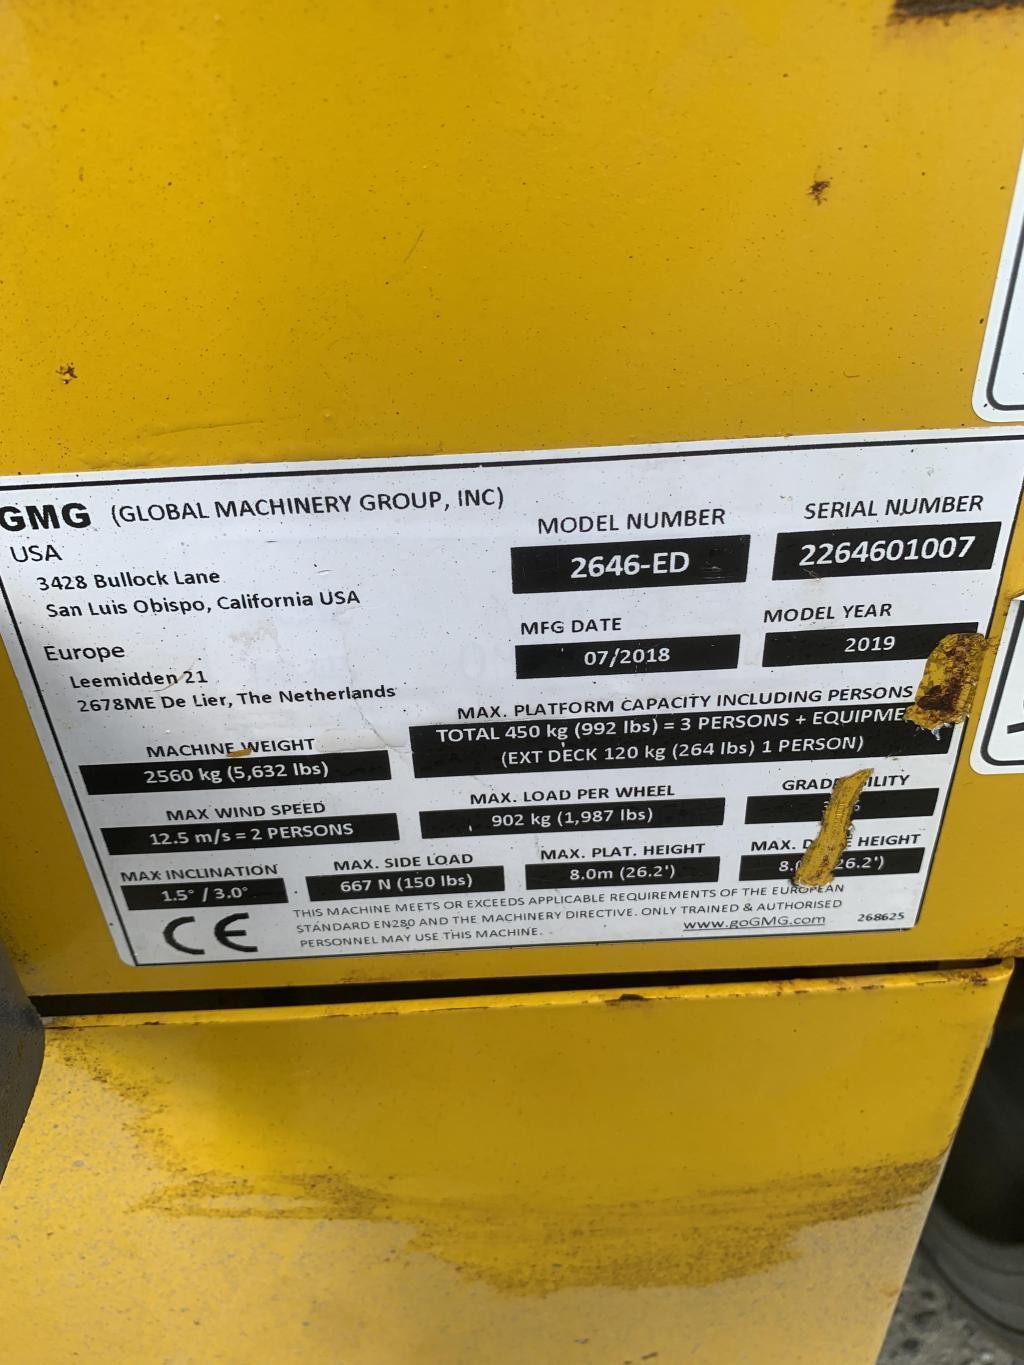 GMG (GLOBAL MACHINERY GROUP, INC)
USA
3428 Bullock Lane
San Luis Obispo, California USA
Europe
Leemidden 21
2678ME De Lier, The Netherlands
MODEL NUMBER
2646-ED
SERIAL NUMBER
2264601007
MFG DATE
07/2018
MODEL YEAR
2019
MACHINE WEIGHT
2560 kg (5,632 lbs)
MAX. PLATFORM CAPACITY INCLUDING PERSONS
TOTAL 450 kg (992 lbs) = 3 PERSONS +
(EXT DECK 120 kg (264 lbs) 1 PERSON)
MAX WIND SPEED
12.5 m/s = 2 PERSONS
MAX. LOAD PER WHEEL
902 kg (1,987 lbs)
MAX INCLINATION
1.5° / 3.0°
MAX. SIDE LOAD
667 N (150 lbs)
MAX. PLAT. HEIGHT
8.0m (26.2')
MAX. HEIGHT
26.2')
THIS MACHINE MEETS OR EXCEEDS APPLICABLE REQUIREMENTS OF THE EUROPEAN
STANDARD EN280 AND THE MACHINERY DIRECTIVE. ONLY TRAINED & AUTHORISED
PERSONNEL MAY USE THIS MACHINE.
www.goGMG.com
268625
CE